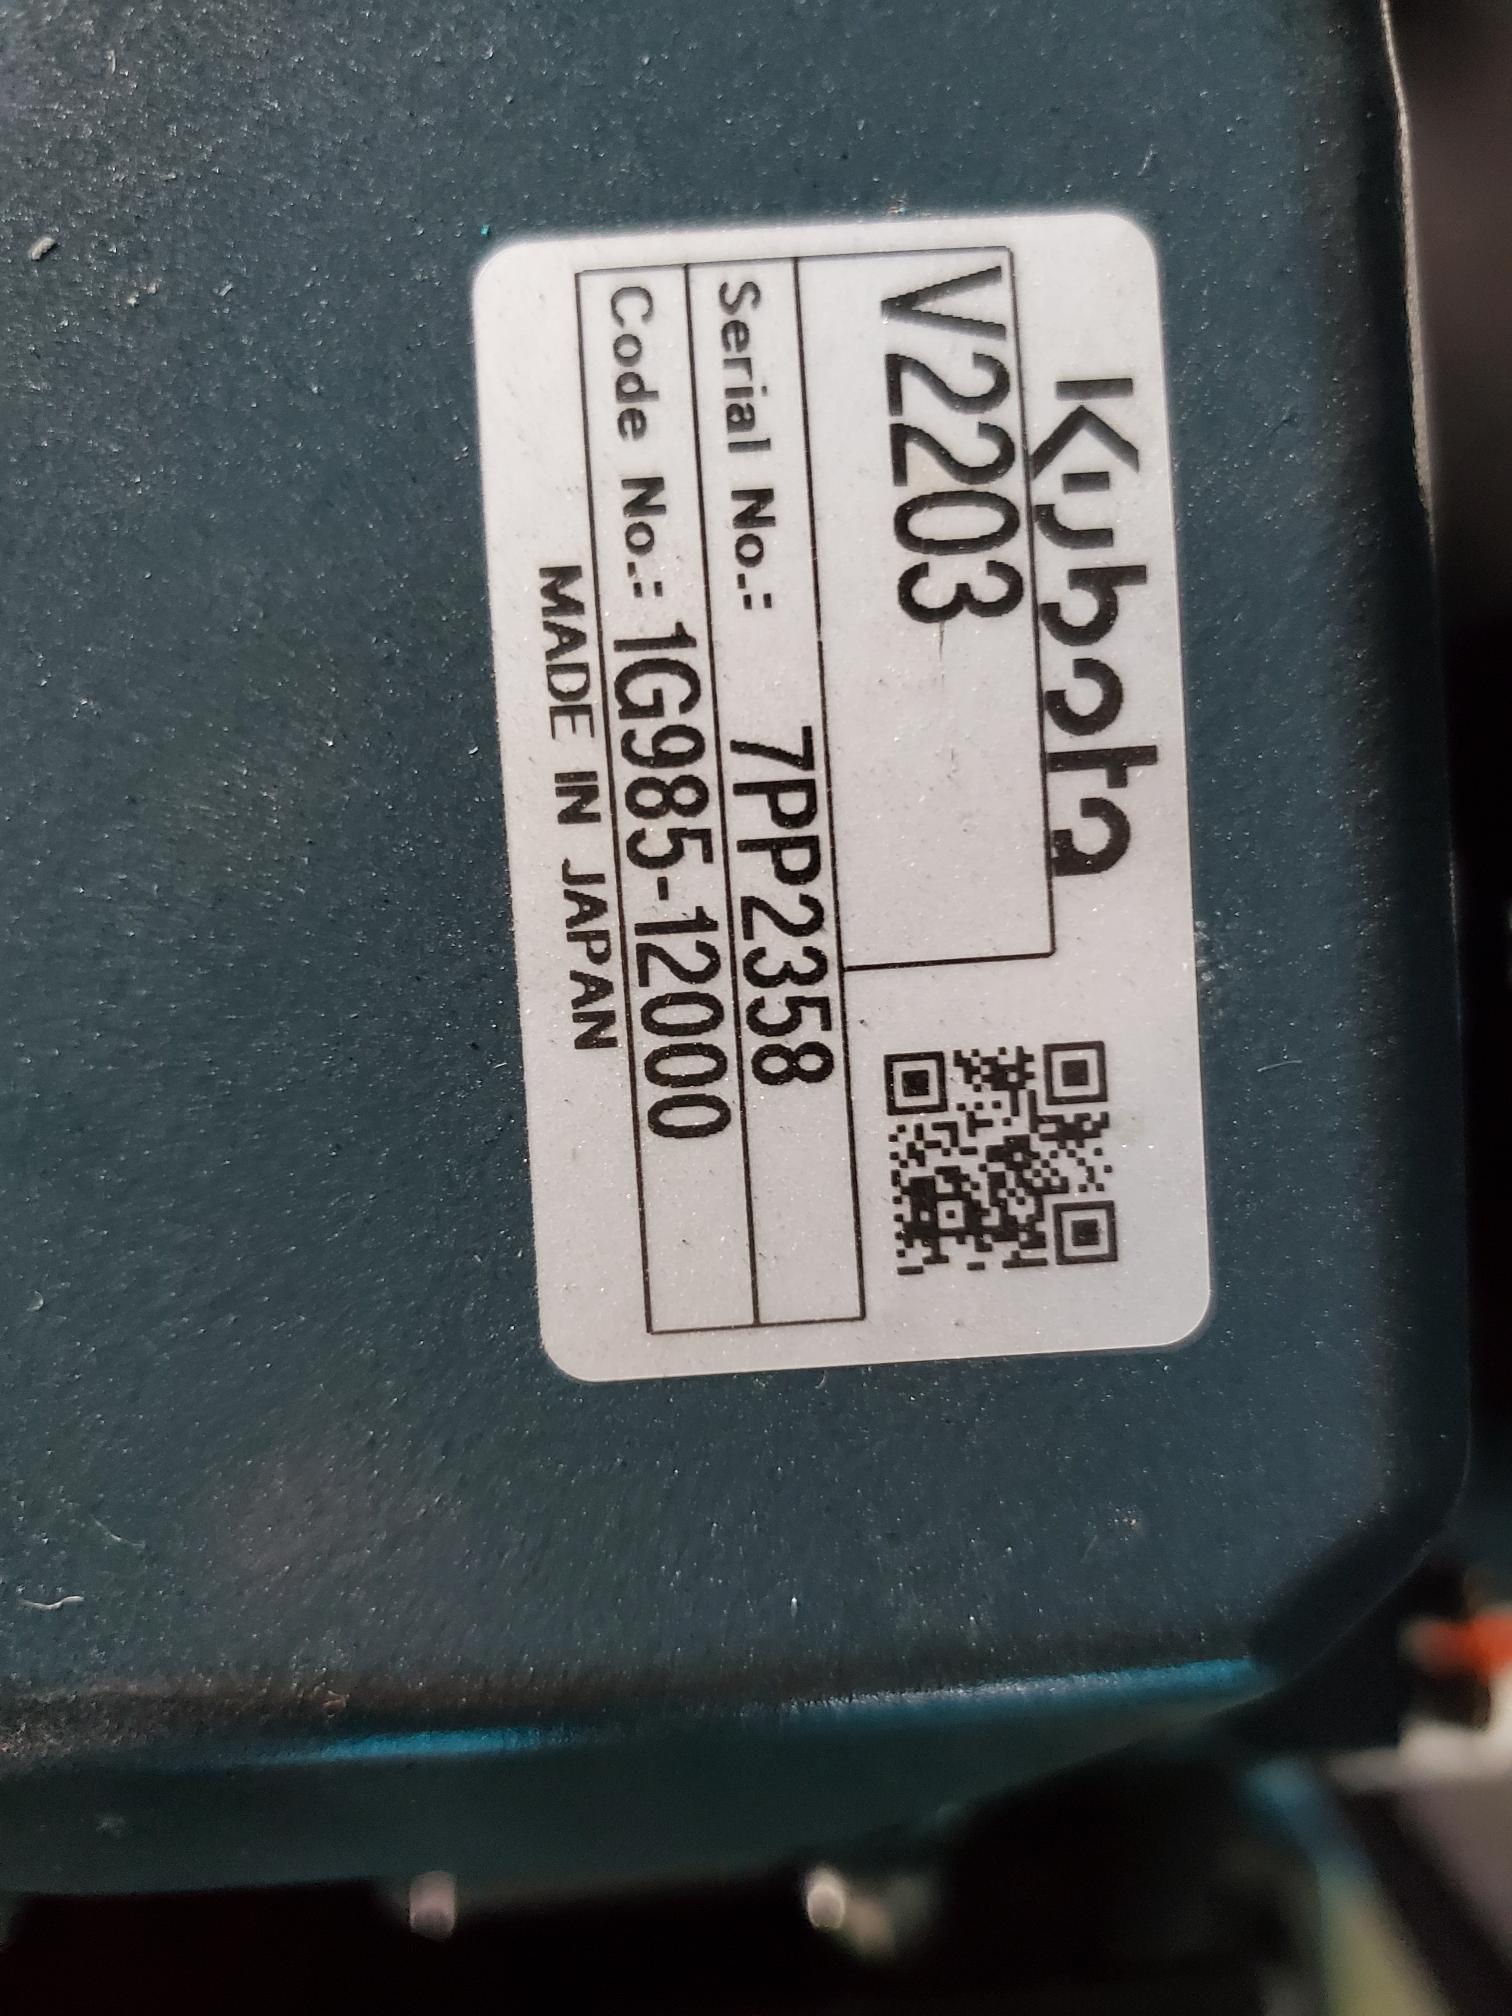 Kubota
V2203
Serial No.: 7PP2358
Code No.: 1G985-12000
MADE IN JAPAN